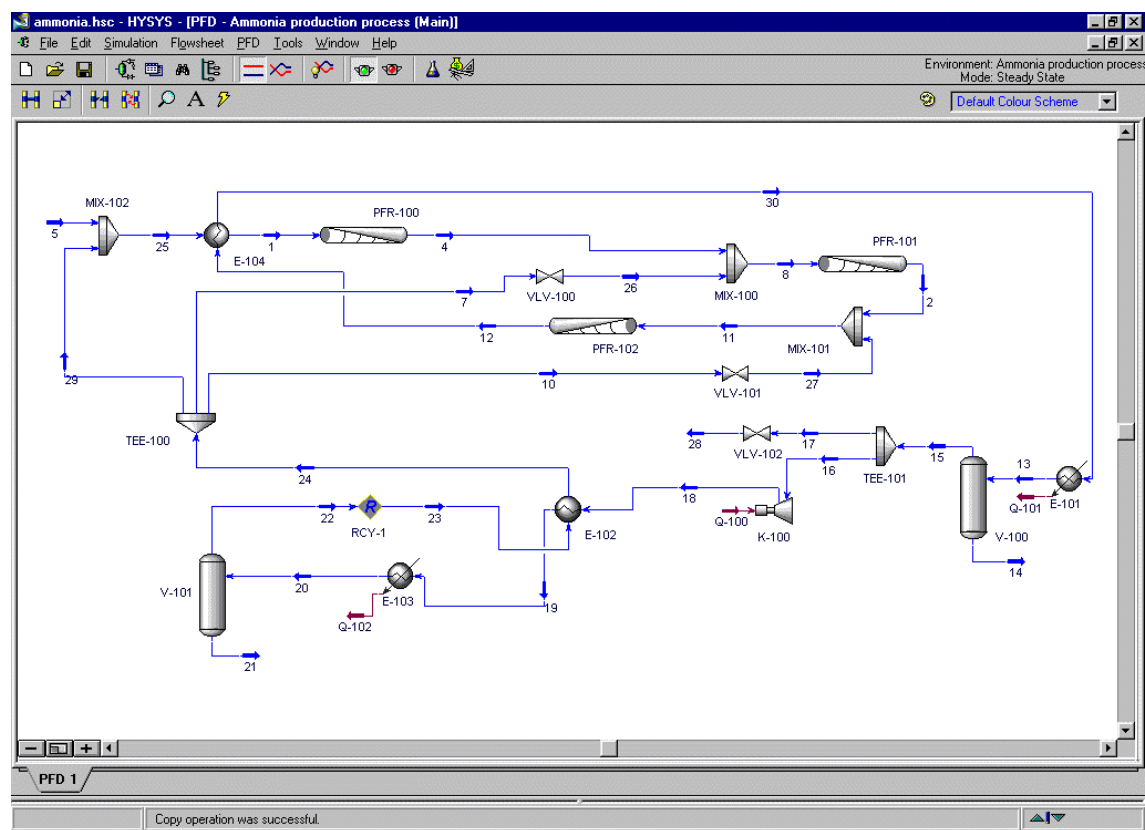 ammonia.hsc - HYSYS - [PFD - Ammonia production process (Main)]
File Edit Simulation Flowsheet PFD Tools Window Help
Environment: Ammonia production process
Mode: Steady State
A
Default Colour Scheme
30
MIX-102
PFR-100
5
25
1
4
PFR-101
E-104
8
7
26
VLV-100
MIX-100
2
12
11
PFR-102
MIX-101
29
10
27
VLV-101
TEE-100
28
17
15
VLV-102
16
TEE-101
13
24
18
Q-101
E-101
22
23
Q-100
E-102
K-100
V-100
RCY-1
14
V-101
20
E-103
19
Q-102
21
R
PFD 1
Copy operation was successful.